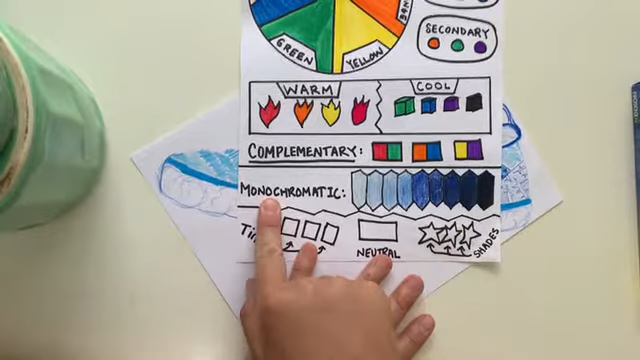 SECONDARY
GREEN
YELLOW
WARM
COOL
COMPLEMENTARY:
MONOCHROMATIC:
NEUTRAL
SHADES